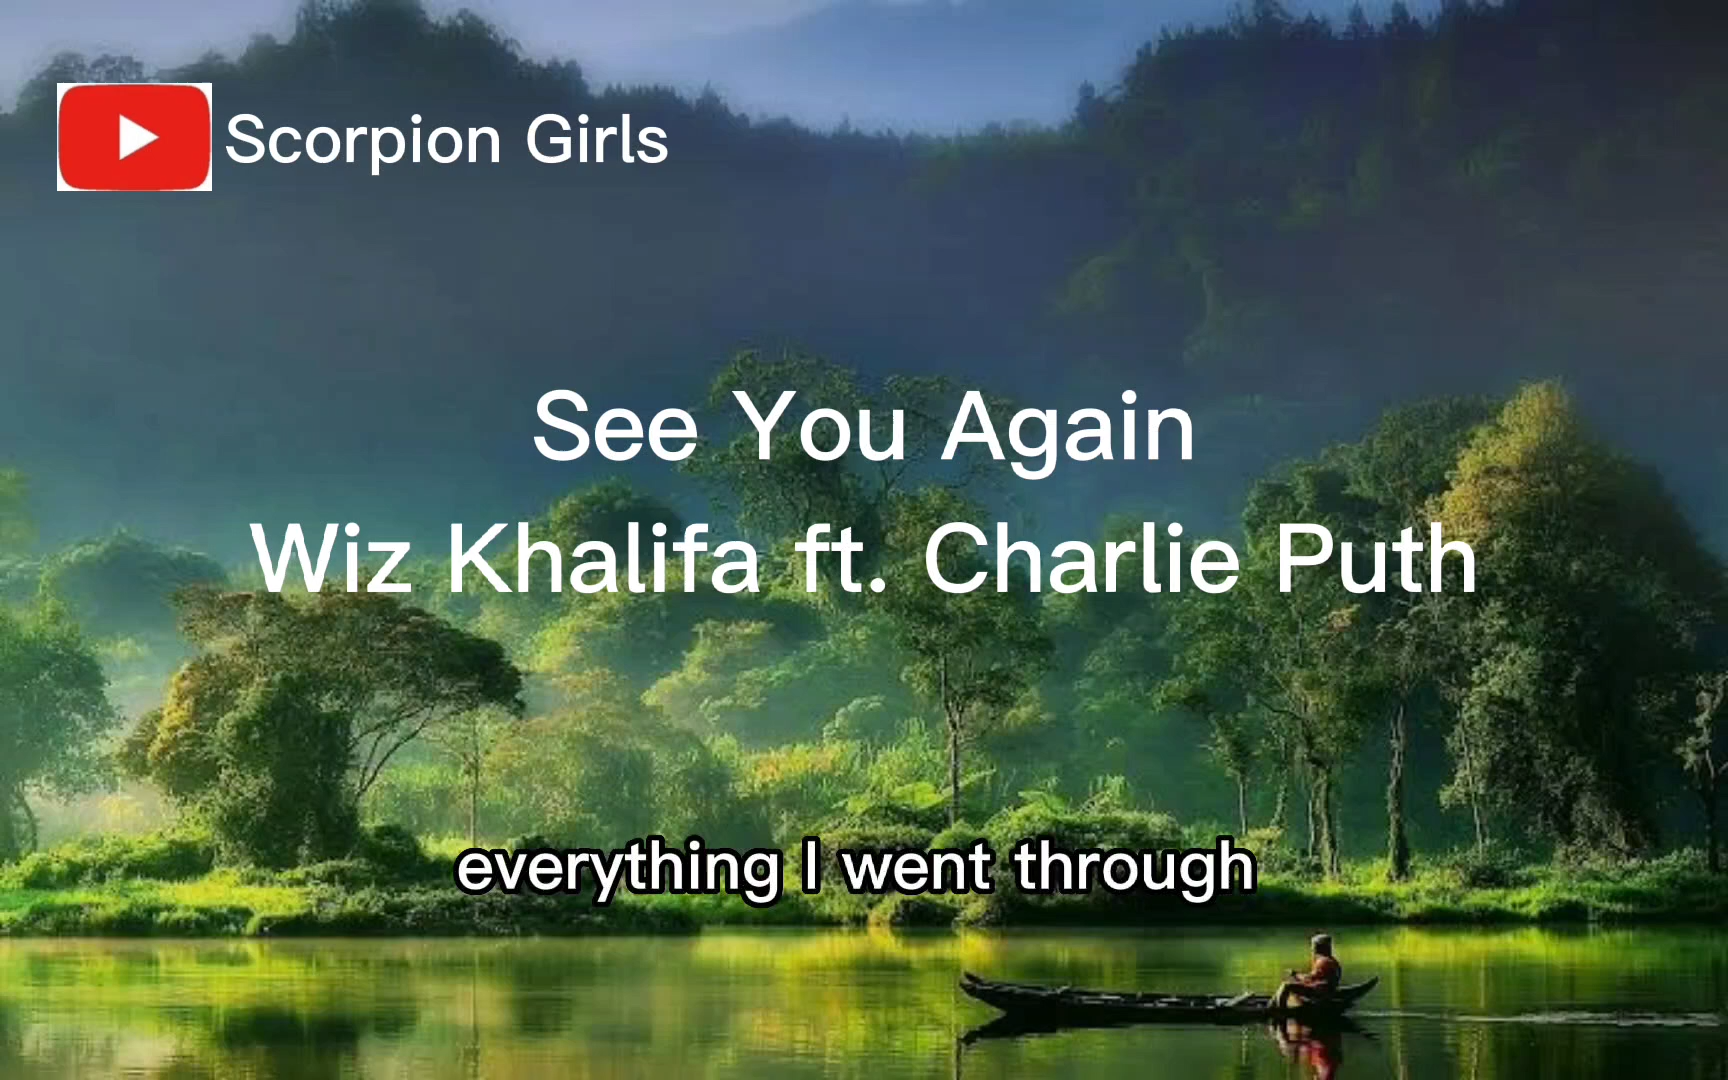 Scorpion Girls
See You Again
Wiz Khalifa ft. Charlie Puth
everything I went through